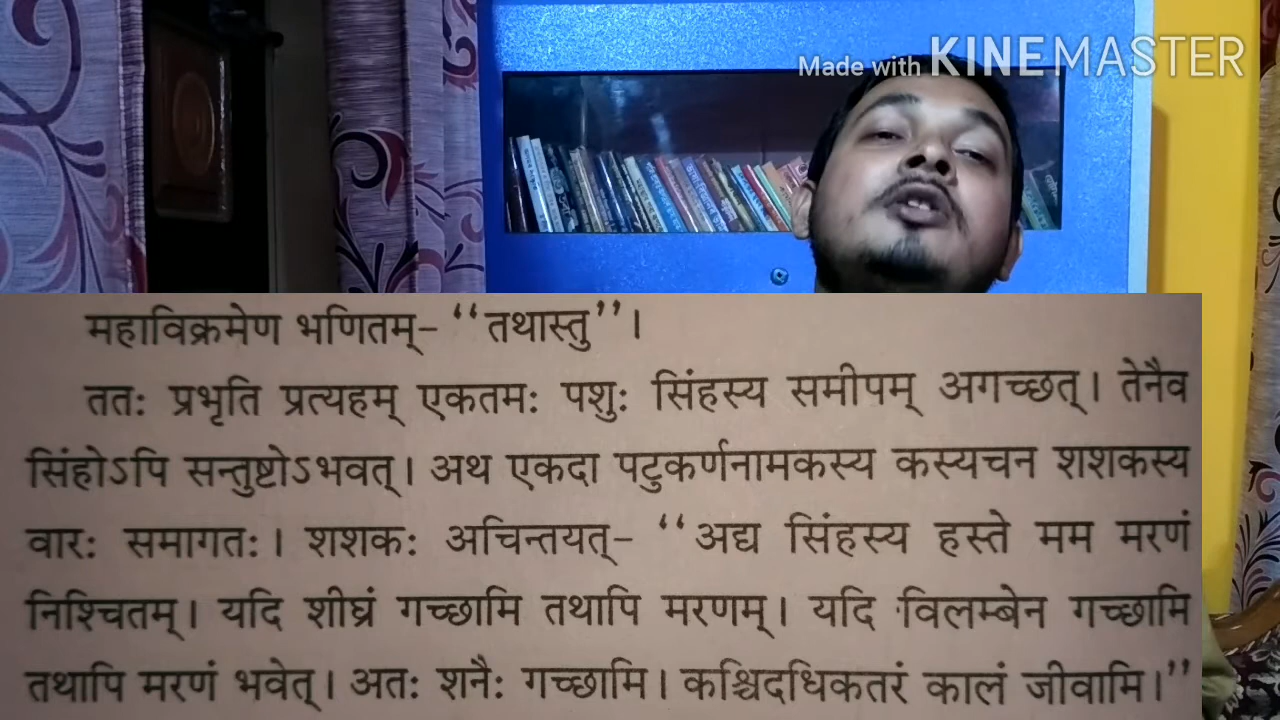 Made with KINEMASTER
महाविक्रमेण भणितम्– “तथास्तु”।
ततः प्रभृति प्रत्यहम् एकतमः पशुः सिंहस्य समीपम् अगच्छत्। तेनैव
सिंहोऽपि सन्तुष्टोऽभवत्। अथ एकदा पटुकर्णनामकस्य कस्यचन शशकस्य
वारः समागतः। शशकः अचिन्तयत्– “अद्य सिंहस्य हस्ते मम मरणं
निश्चितम्। यदि शीघ्रं गच्छामि तथापि मरणम्। यदि विलम्बेन गच्छामि
तथापि मरणं भवेत्। अतः शनैः गच्छामि। कश्चिदधिकतरं कालं जीवामि।”